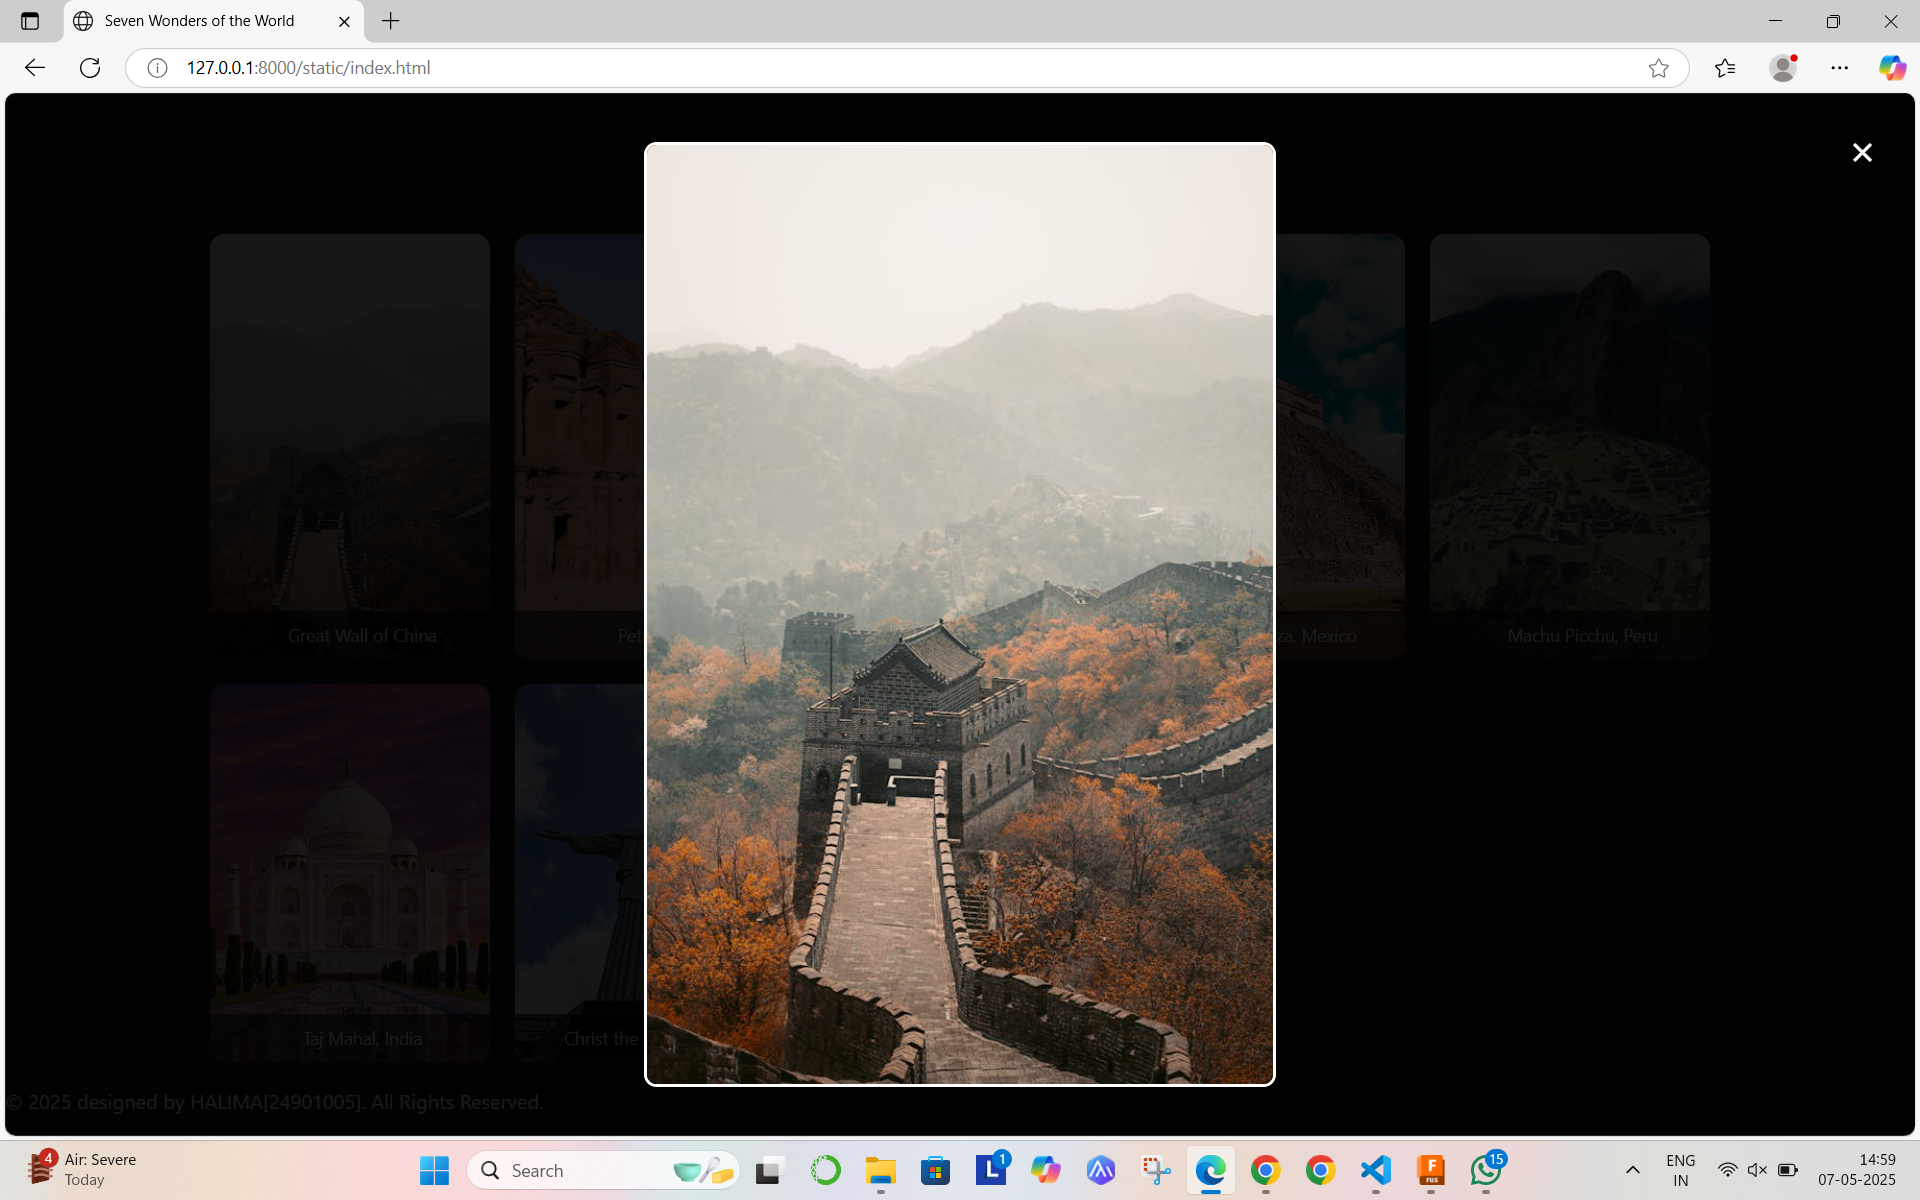 Seven Wonders of the World
127.0.0.1:8000/static/index.html
Great Wall of China
Pet
za, Mexico
Machu Picchu, Peru
Taj Mahal, India
Christ the
© 2025 designed by HALIMA[24901005]. All Rights Reserved.
4
Air: Severe
Today
Search
L
1
F
FUS
15
ENG
IN
14:59
07-05-2025